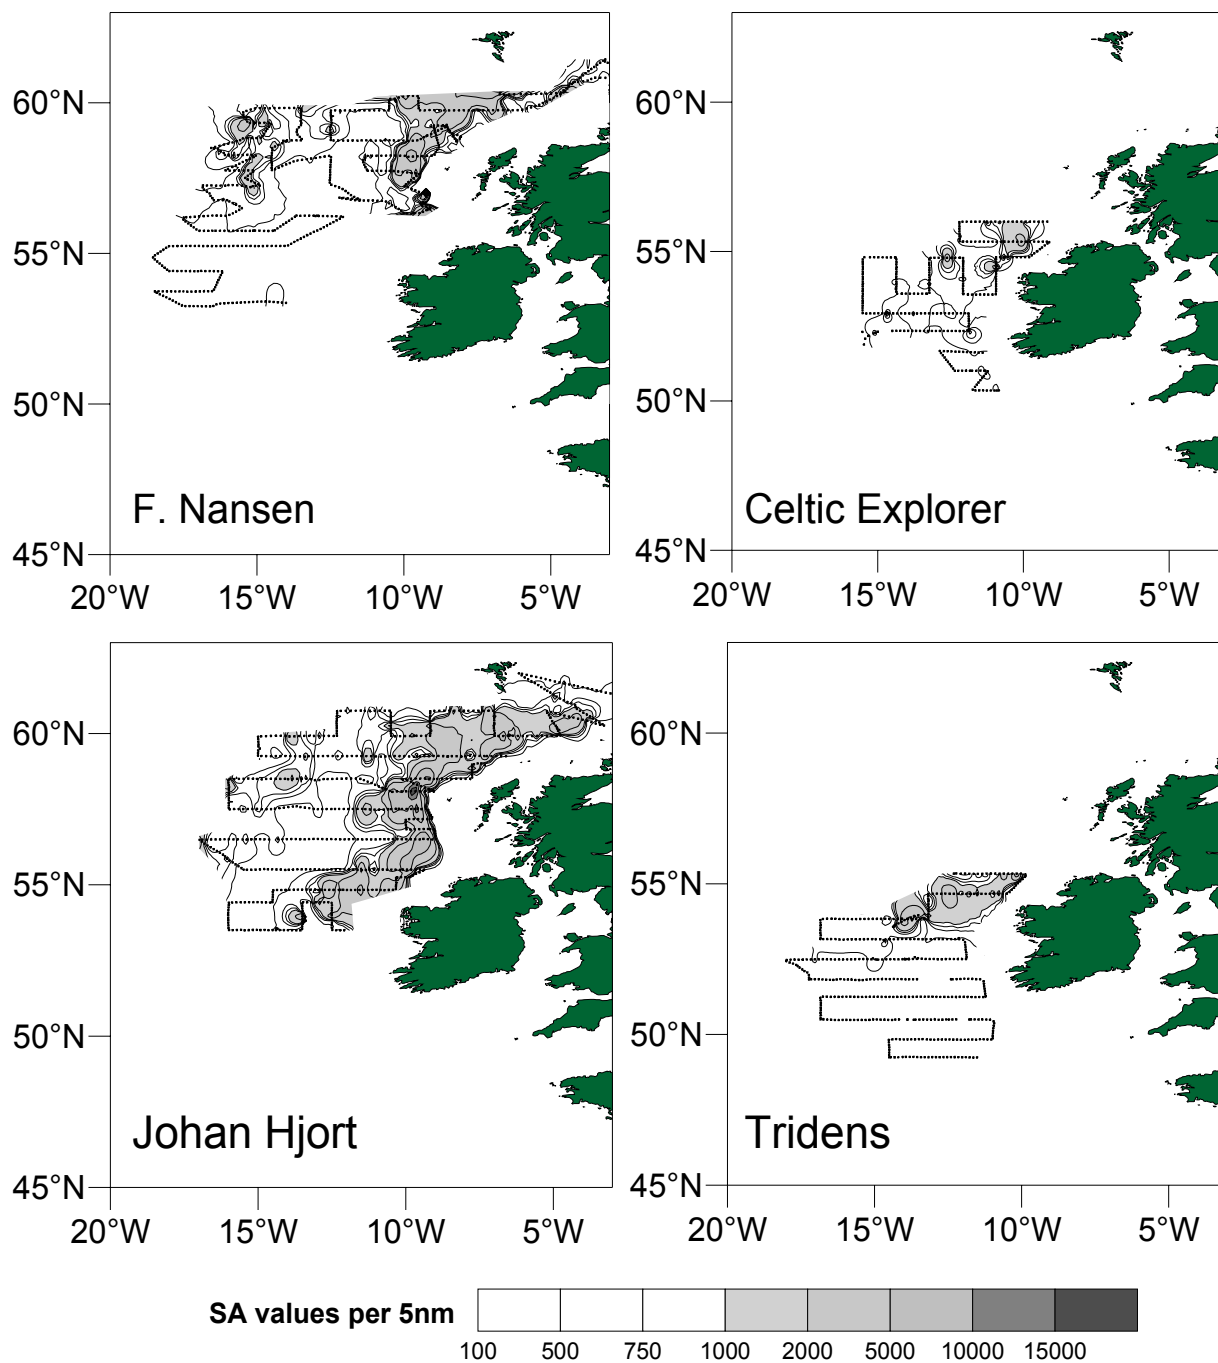 60°N
55°N
50°N
45°N
20°W 15°W 10°W 5°W
F. Nansen
60°N
55°N
50°N
45°N
20°W 15°W 10°W 5°W
Celtic Explorer
60°N
55°N
50°N
45°N
20°W 15°W 10°W 5°W
Johan Hjort
60°N
55°N
50°N
45°N
20°W 15°W 10°W 5°W
Tridens
SA values per 5nm
100 500 750 1000 2000 5000 10000 15000